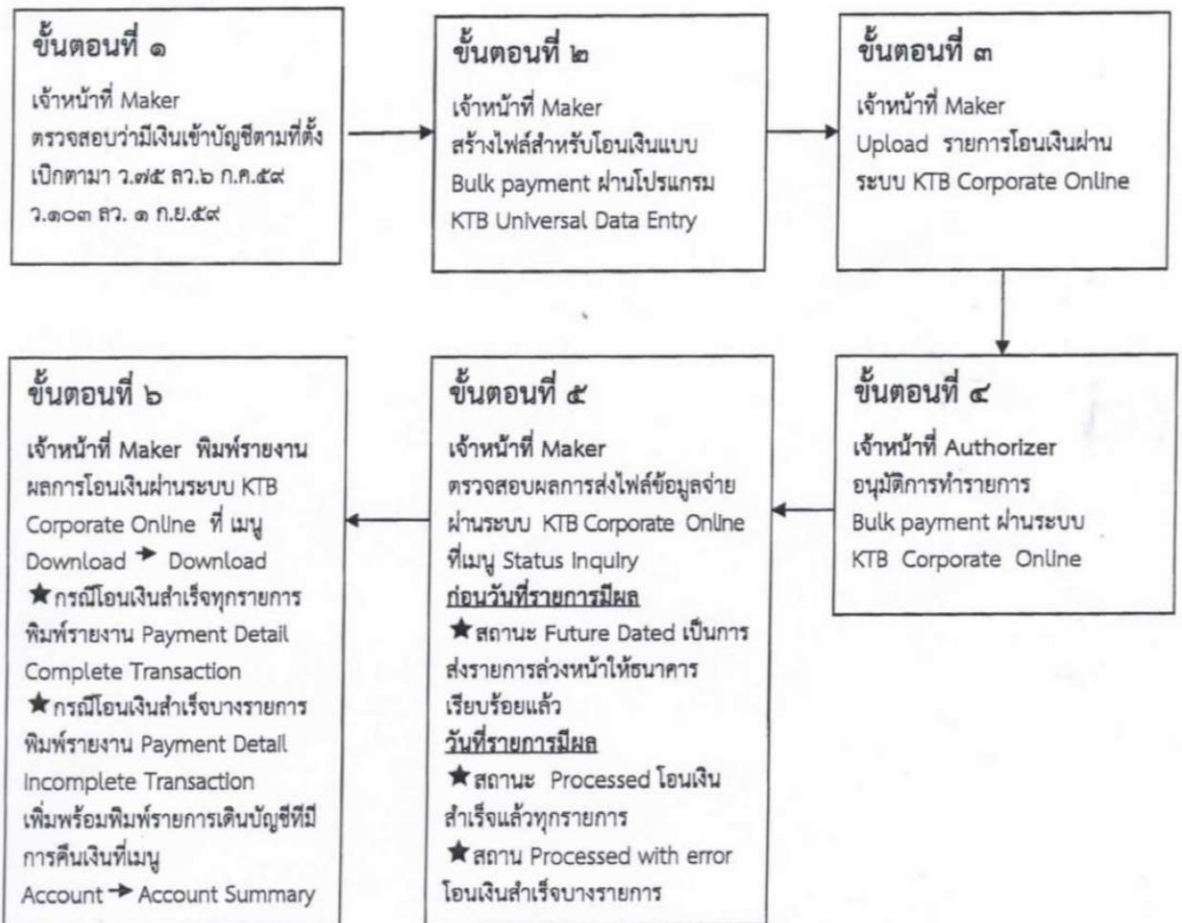 ขั้นตอนที่ ๑
เจ้าหน้าที่ Maker
ตรวจสอบว่ามีเงินเข้าบัญชีตามที่ตั้ง
เบิกตามา ว.๗๕ ลว.๖ ก.ค.๕๙
ว.๑๐๓ ลว. ๑ ก.ย.๕๙
ขั้นตอนที่ ๒
เจ้าหน้าที่ Maker
สร้างไฟล์สำหรับโอนเงินแบบ
Bulk payment ผ่านโปรแกรม
KTB Universal Data Entry
ขั้นตอนที่ ๓
เจ้าหน้าที่ Maker
Upload รายการโอนเงินผ่าน
ระบบ KTB Corporate Online
ขั้นตอนที่ ๔
เจ้าหน้าที่ Authorizer
อนุมัติการทำรายการ
Bulk payment ผ่านระบบ
KTB Corporate Online
ขั้นตอนที่ ๕
เจ้าหน้าที่ Maker
ตรวจสอบผลการส่งไฟล์ข้อมูลจ่าย
ผ่านระบบ KTB Corporate Online
ที่เมนู Status Inquiry
ก่อนวันที่รายการมีผล
★สถานะ Future Dated เป็นการ
ส่งรายการล่วงหน้าให้ธนาคาร
เรียบร้อยแล้ว
วันที่รายการมีผล
★สถานะ Processed โอนเงิน
สำเร็จแล้วทุกรายการ
★สถาน Processed with error
โอนเงินสำเร็จบางรายการ
ขั้นตอนที่ ๖
เจ้าหน้าที่ Maker พิมพ์รายงาน
ผลการโอนเงินผ่านระบบ KTB
Corporate Online ที่ เมนู
Download ➔ Download
★กรณีโอนเงินสำเร็จทุกรายการ
พิมพ์รายงาน Payment Detail
Complete Transaction
★กรณีโอนเงินสำเร็จบางรายการ
พิมพ์รายงาน Payment Detail
Incomplete Transaction
เพิ่มพร้อมพิมพ์รายการเดินบัญชีที่มี
การคืนเงินที่เมนู
Account ➔ Account Summary